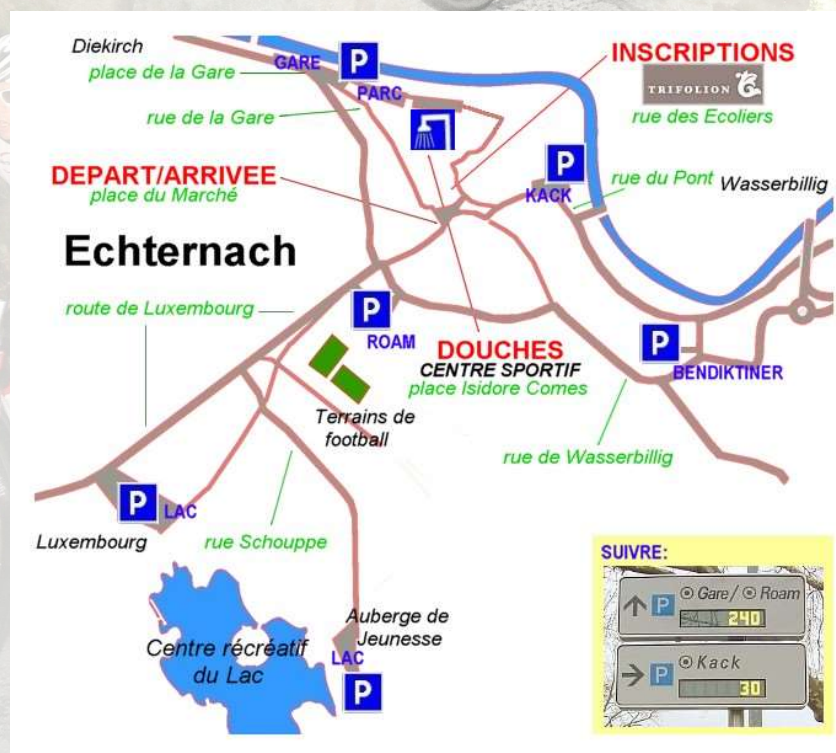 Diekirch
place de la Gare
GARE
P
PARC
rue de la Gare
INSCRIPTIONS
TRIFOLION
rue des Ecoliers
DEPART/ARRIVEE
place du Marché
P
KACK
rue du Pont
Wasserbillig
Echternach
route de Luxembourg
P
ROAM
DOUCHES
CENTRE SPORTIF
place Isidore Comes
P
BENDIKTINER
Terrains de
football
rue de Wasserbillig
P
LAC
Luxembourg
rue Schouppe
Centre récréatif
du Lac
Auberge de
Jeunesse
LAC
P
SUIVRE:
P Gare/ Roam
240
P Kack
30